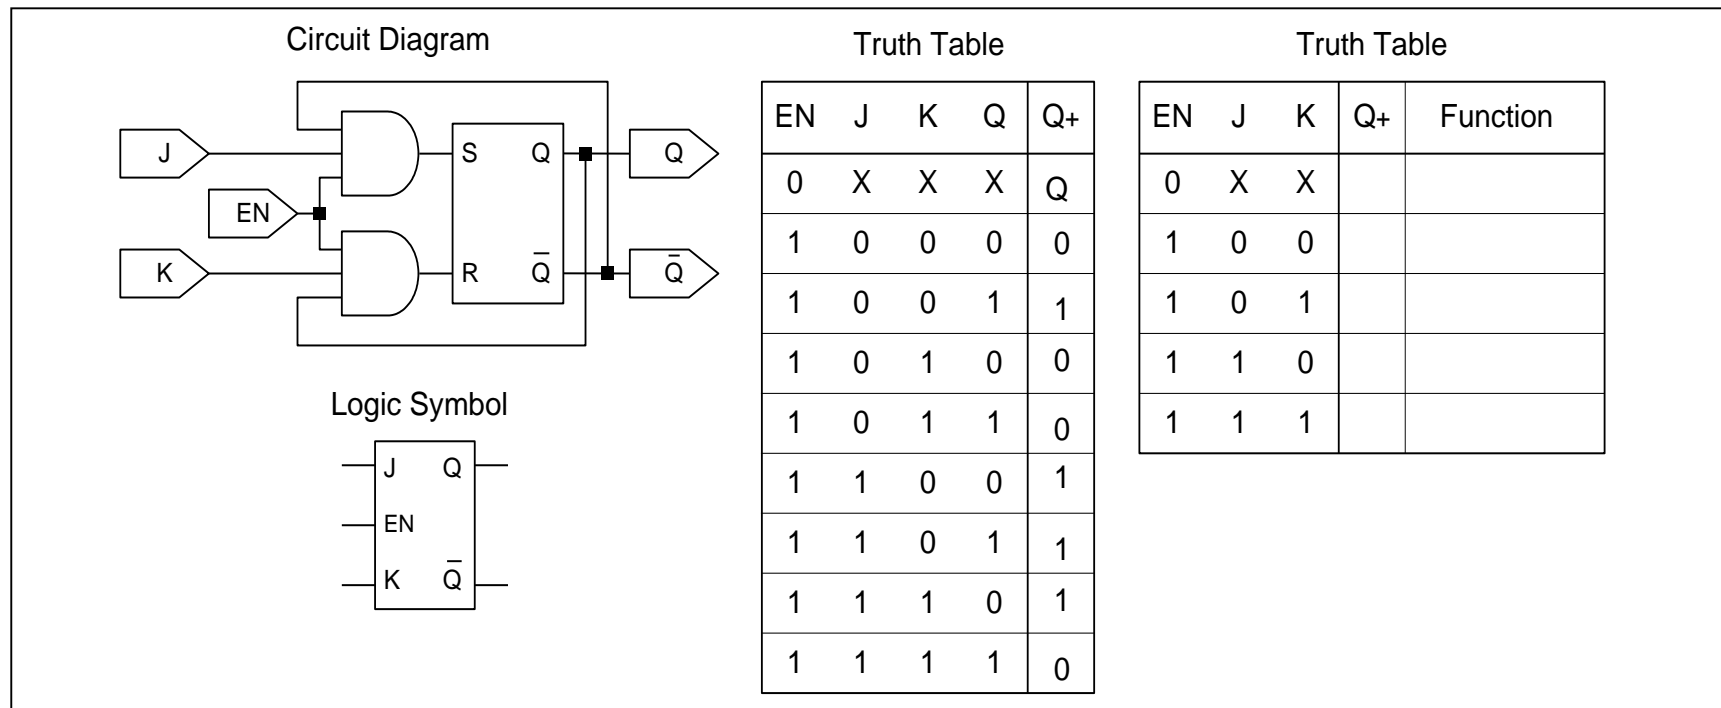 Circuit Diagram
J
EN
K
S
Q
R
Q̅
Q
Q̅
Logic Symbol
J Q
EN
K Q̅
Truth Table
EN J K Q Q+
0 X X X Q
1 0 0 0 0
1 0 0 1 1
1 0 1 0 0
1 0 1 1 0
1 1 0 0 1
1 1 0 1 1
1 1 1 0 1
1 1 1 1 0
Truth Table
EN J K Q+ Function
0 X X
1 0 0
1 0 1
1 1 0
1 1 1